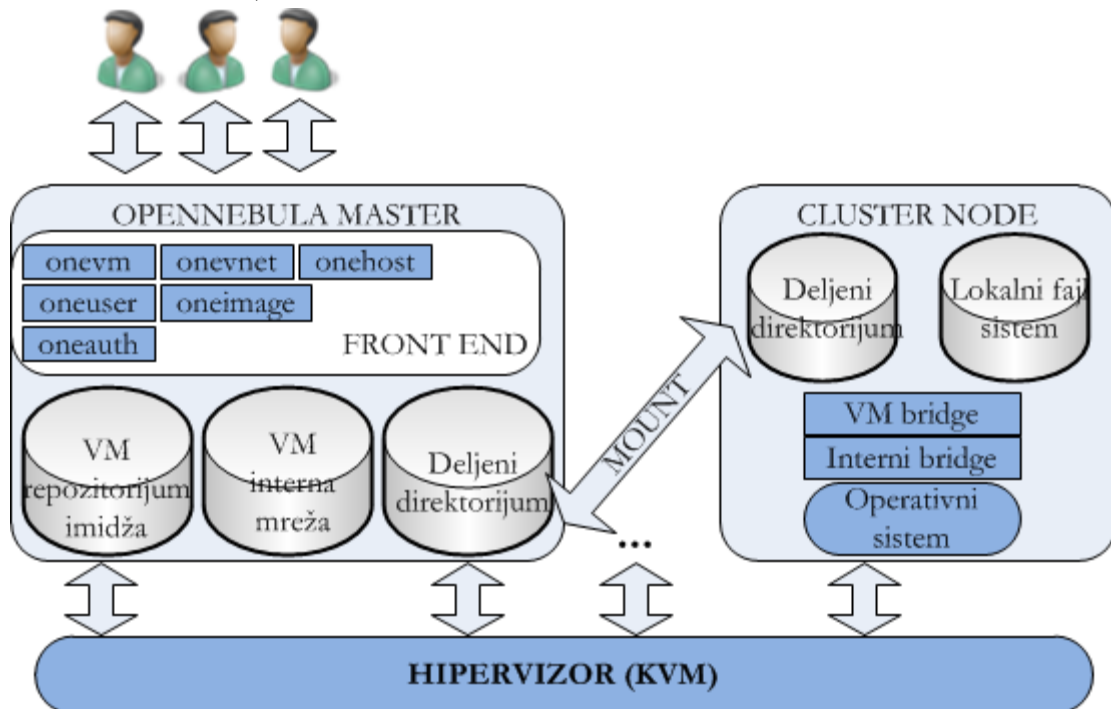 OPENNEBULA MASTER
onevm onevnet onehost
oneuser oneimage
oneauth
FRONT END
VM
repozitorijum
imidža
VM
interna
mreža
Deljeni
direktorijum
MOUNT
...
CLUSTER NODE
Deljeni
direktorijum
Lokalni fajl
sistem
VM bridge
Interni bridge
Operativni
sistem
HIPERVIZOR (KVM)